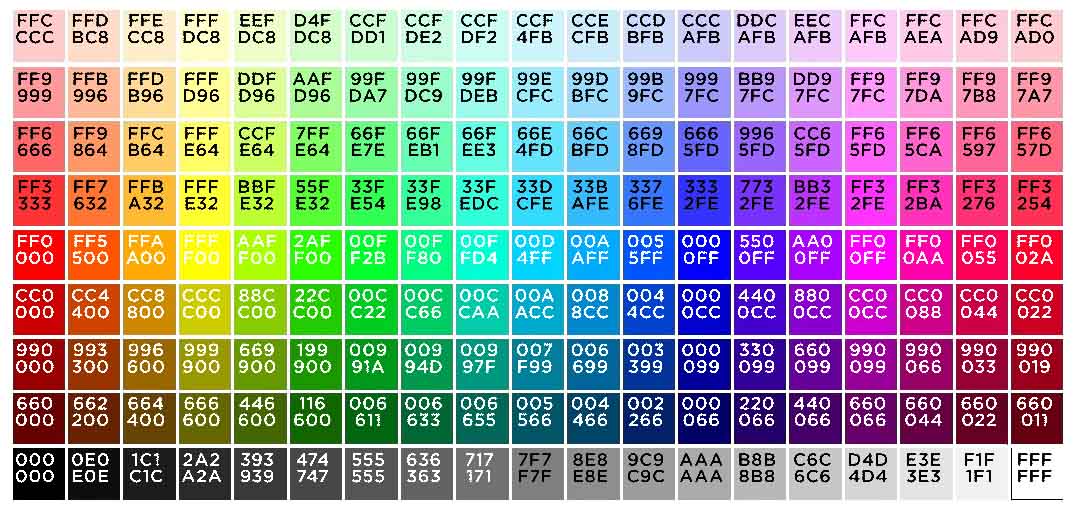 FFC FFD FFE FFF EEF D4F CCF CCF CCF CCF CCE CCD CCC DDC EEC FFC FFC FFC FFC
CCC BC8 CC8 DC8 DC8 DC8 DD1 DE2 DF2 4FB CFB BFB AFB AFB AFB AFB AEA AD9 AD0
FF9 FFB FFD FFF DDF AAF 99F 99F 99F 99E 99D 99B 999 BB9 DD9 FF9 FF9 FF9 FF9
999 996 B96 D96 D96 D96 DA7 DC9 DEB CFC BFC 9FC 7FC 7FC 7FC 7FC 7DA 7B8 7A7
FF6 FF9 FFC FFF CCF 7FF 66F 66F 66F 66E 66C 669 666 996 CC6 FF6 FF6 FF6 FF6
666 864 B64 E64 E64 E64 E7E EB1 EE3 4FD BFD 8FD 5FD 5FD 5FD 5FD 5CA 597 57D
FF3 FF7 FFB FFF BBF 55F 33F 33F 33F 33D 33B 337 333 773 BB3 FF3 FF3 FF3 FF3
333 632 A32 E32 E32 E32 E54 E98 EDC CFE AFE 6FE 2FE 2FE 2FE 2FE 2BA 276 254
FF0 FF5 FFA FFF AAF 2AF 00F 00F 00F 00D 00A 005 000 550 AA0 FF0 FF0 FF0 FF0
000 500 A00 F00 F00 F00 F2B F80 FD4 4FF AFF 5FF 0FF 0FF 0FF 0FF 0AA 055 02A
CC0 CC4 CC8 CCC 88C 22C 00C 00C 00C 00A 008 004 000 440 880 CC0 CC0 CC0 CC0
000 400 800 C00 C00 C00 C22 C66 CAA ACC 8CC 4CC 0CC 0CC 0CC 0CC 088 044 022
990 993 996 999 669 199 009 009 009 007 006 003 000 330 660 990 990 990 990
000 300 600 900 900 900 91A 94D 97F F99 699 399 099 099 099 099 066 033 019
660 662 664 666 446 116 006 006 006 005 004 002 000 220 440 660 660 660 660
000 200 400 600 600 600 611 633 655 566 466 266 066 066 066 066 044 022 011
000 0E0 1C1 2A2 393 474 555 636 717 7F7 8E8 9C9 AAA B8B C6C D4D E3E F1F FFF
000 E0E C1C A2A 939 747 555 363 171 F7F E8E C9C AAA 8B8 6C6 4D4 3E3 1F1 FFF